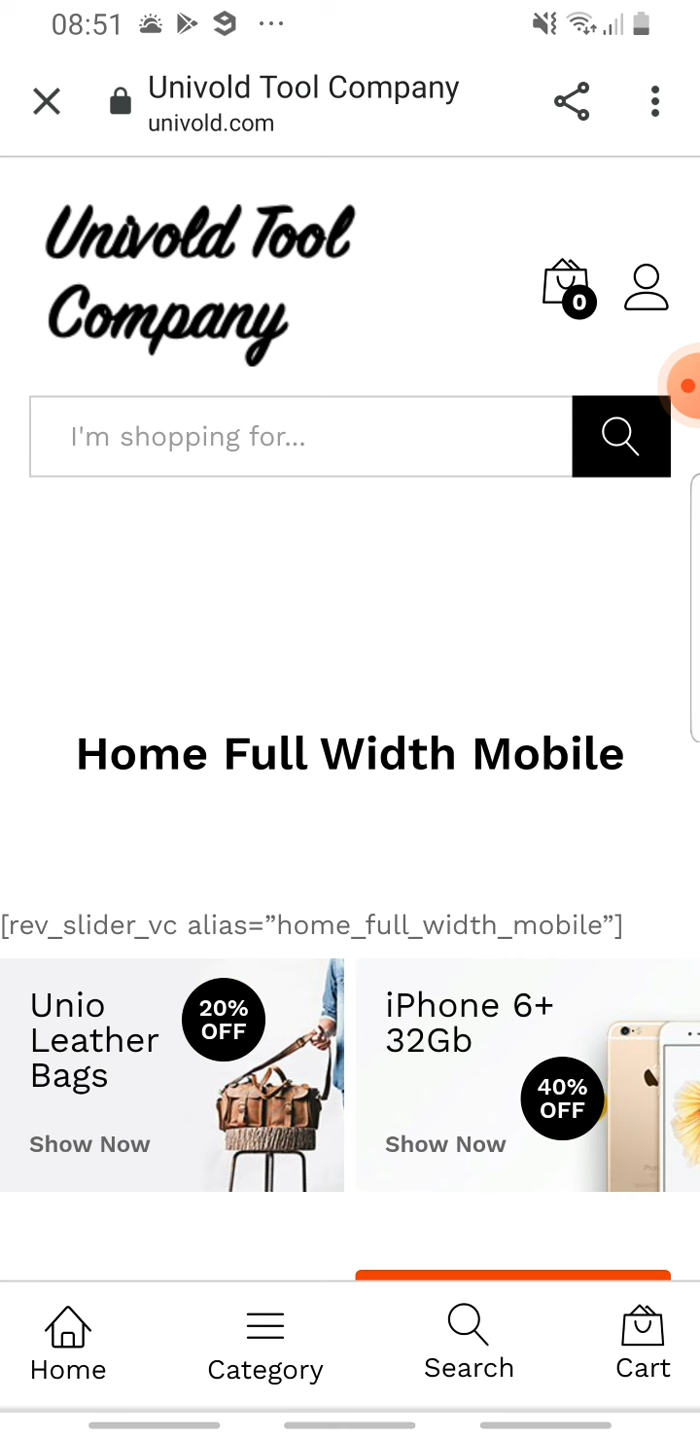 08:51
Univold Tool Company
univold.com
Univold Tool
Company
0
I'm shopping for...
Home Full Width Mobile
[rev_slider_vc alias=”home_full_width_mobile”]
Unio
Leather
Bags
20%
OFF
Show Now
iPhone 6+
32Gb
40%
OFF
Show Now
Home
Category
Search
Cart